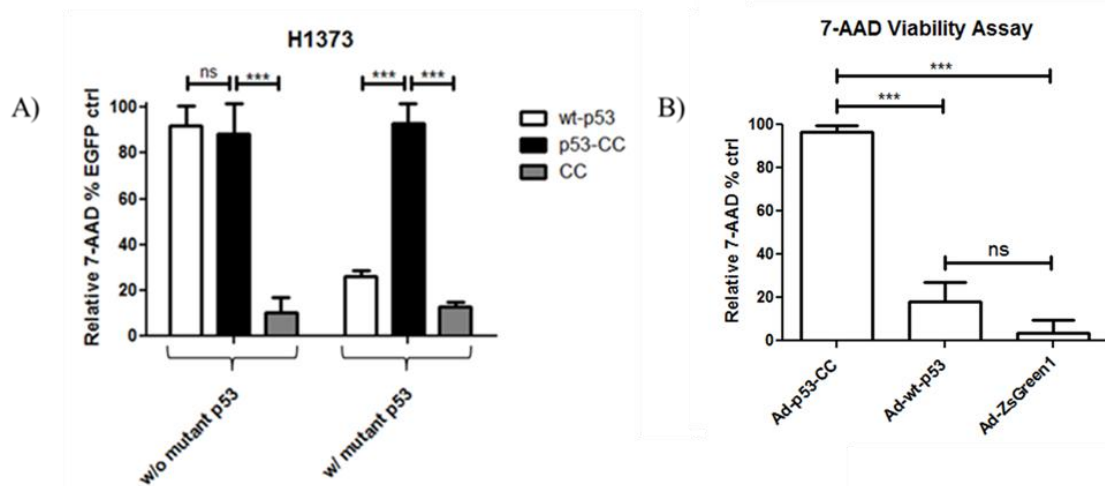 A)
H1373
ns
***
***
***
Relative 7-AAD % EGFP ctrl
100
80
60
40
20
0
w/o mutant p53
w/ mutant p53
wt-p53
p53-CC
CC
B)
7-AAD Viability Assay
***
***
ns
Relative 7-AAD % ctrl
100
80
60
40
20
0
Ad-p53-CC
Ad-wt-p53
Ad-ZsGreen1